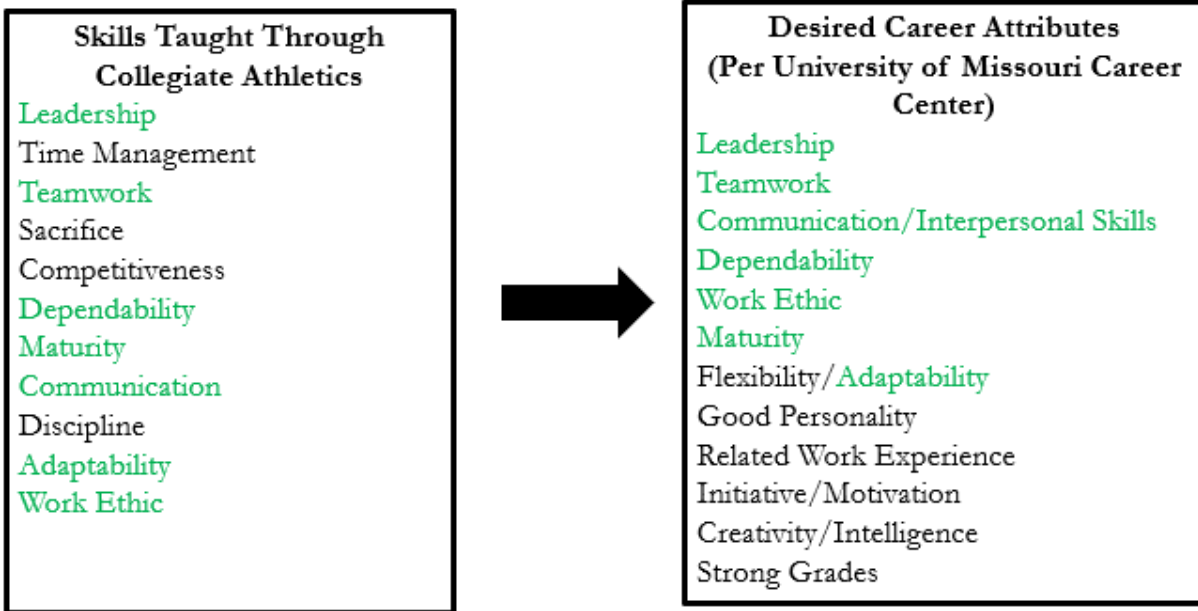 Skills Taught Through
Collegiate Athletics
Leadership
Time Management
Teamwork
Sacrifice
Competitiveness
Dependability
Maturity
Communication
Discipline
Adaptability
Work Ethic
Desired Career Attributes
(Per University of Missouri Career
Center)
Leadership
Teamwork
Communication/Interpersonal Skills
Dependability
Work Ethic
Maturity
Flexibility/Adaptability
Good Personality
Related Work Experience
Initiative/Motivation
Creativity/Intelligence
Strong Grades